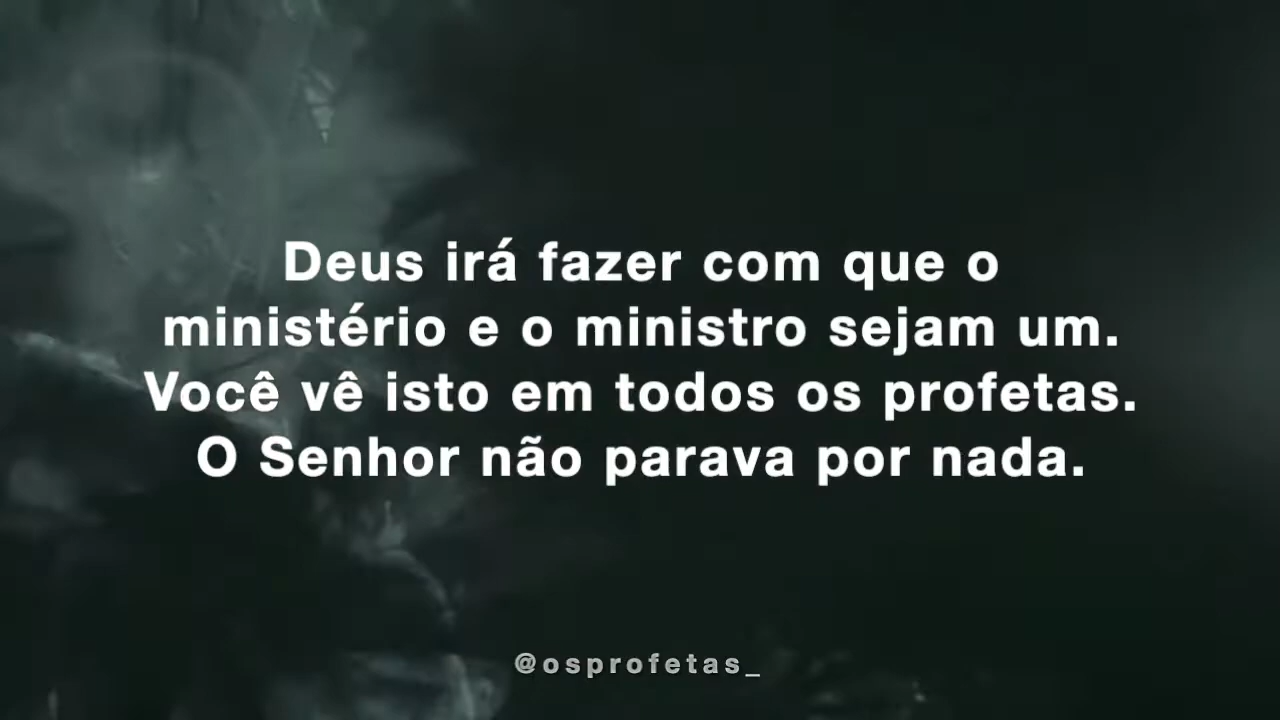 Deus irá fazer com que o
ministério e o ministro sejam um.
Você vê isto em todos os profetas.
O Senhor não parava por nada.
@osprofetas_